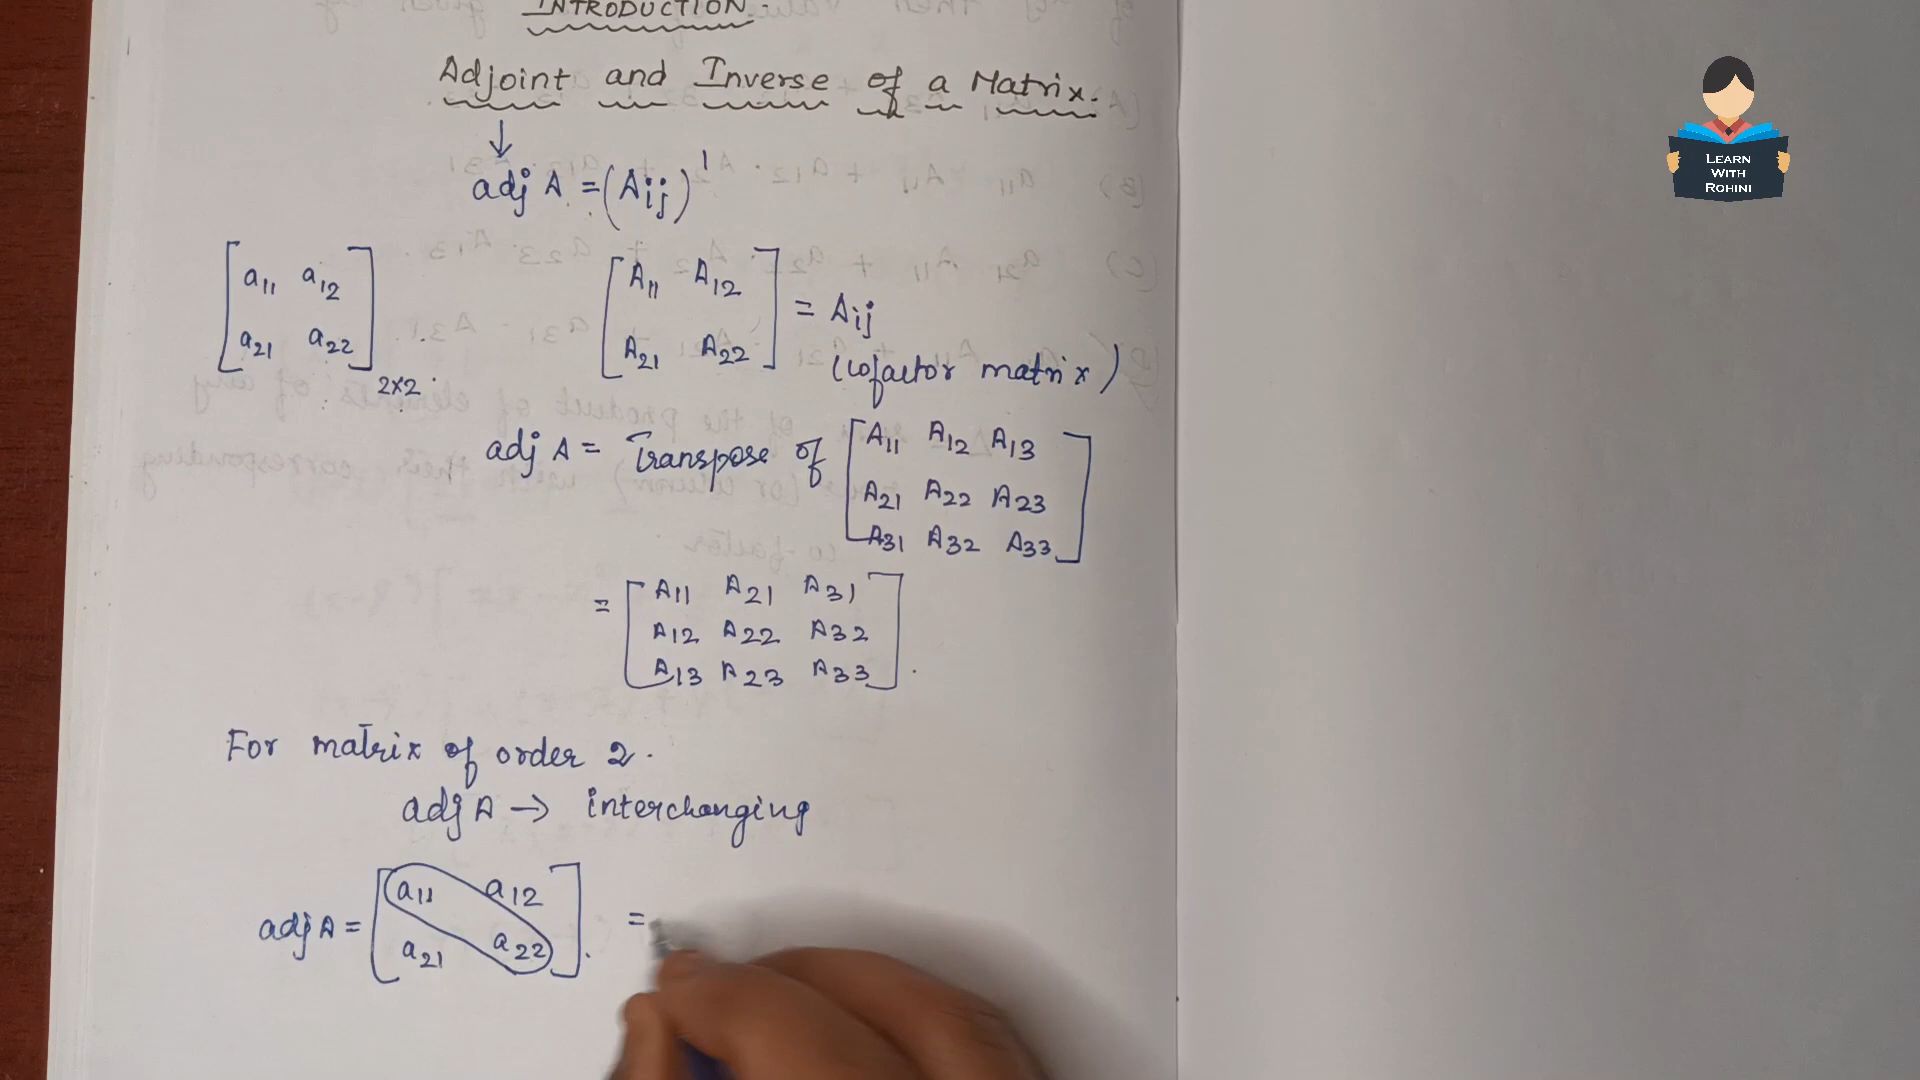 INTRODUCTION.
Adjoint and Inverse of a Matrix.
↓
adj A = (Aij)'
[a11 a12
a21 a22] 2x2.
[A11 A12
A21 A22] = Aij
(cofactor matrix)
adj A = Transpose of [A11 A12 A13
A21 A22 A23
A31 A32 A33]
= [A11 A21 A31
A12 A22 A32
A13 A23 A33].
For matrix of order 2.
adj A → interchanging
adj A = [a11 a12
a21 a22]. =
LEARN
WITH
ROHINI